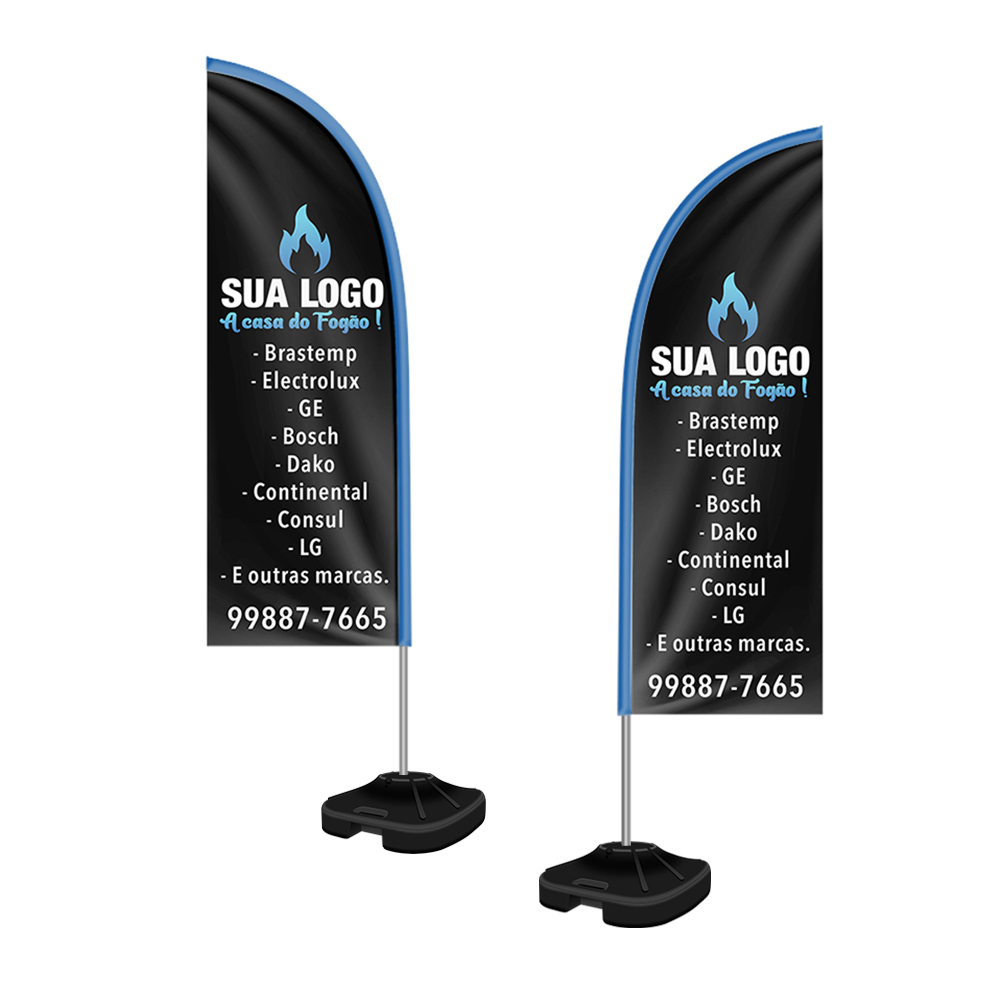 SUA LOGO
A casa do Fogão !
- Brastemp
- Electrolux
- GE
- Bosch
- Dako
- Continental
- Consul
- LG
- E outras marcas.
99887-7665
SUA LOGO
A casa do Fogão !
- Brastemp
- Electrolux
- GE
- Bosch
- Dako
- Continental
- Consul
- LG
- E outras marcas.
99887-7665